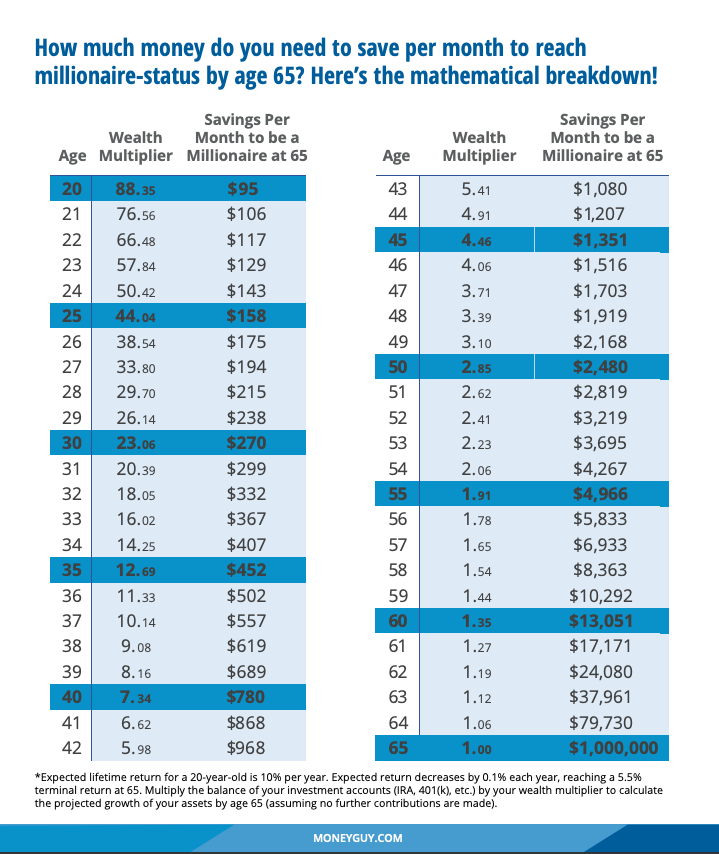 How much money do you need to save per month to reach
millionaire-status by age 65? Here's the mathematical breakdown!
Age Wealth Multiplier Savings Per Month to be a Millionaire at 65
20 88.35 $95
21 76.56 $106
22 66.48 $117
23 57.84 $129
24 50.42 $143
25 44.04 $158
26 38.54 $175
27 33.80 $194
28 29.70 $215
29 26.14 $238
30 23.06 $270
31 20.39 $299
32 18.05 $332
33 16.02 $367
34 14.25 $407
35 12.69 $452
36 11.33 $502
37 10.14 $557
38 9.08 $619
39 8.16 $689
40 7.34 $780
41 6.62 $868
42 5.98 $968
Age Wealth Multiplier Savings Per Month to be a Millionaire at 65
43 5.41 $1,080
44 4.91 $1,207
45 4.46 $1,351
46 4.06 $1,516
47 3.71 $1,703
48 3.39 $1,919
49 3.10 $2,168
50 2.85 $2,480
51 2.62 $2,819
52 2.41 $3,219
53 2.23 $3,695
54 2.06 $4,267
55 1.91 $4,966
56 1.78 $5,833
57 1.65 $6,933
58 1.54 $8,363
59 1.44 $10,292
60 1.35 $13,051
61 1.27 $17,171
62 1.19 $24,080
63 1.12 $37,961
64 1.06 $79,730
65 1.00 $1,000,000
*Expected lifetime return for a 20-year-old is 10% per year. Expected return decreases by 0.1% each year, reaching a 5.5%
terminal return at 65. Multiply the balance of your investment accounts (IRA, 401(k), etc.) by your wealth multiplier to calculate
the projected growth of your assets by age 65 (assuming no further contributions are made).
MONEYGUY.COM